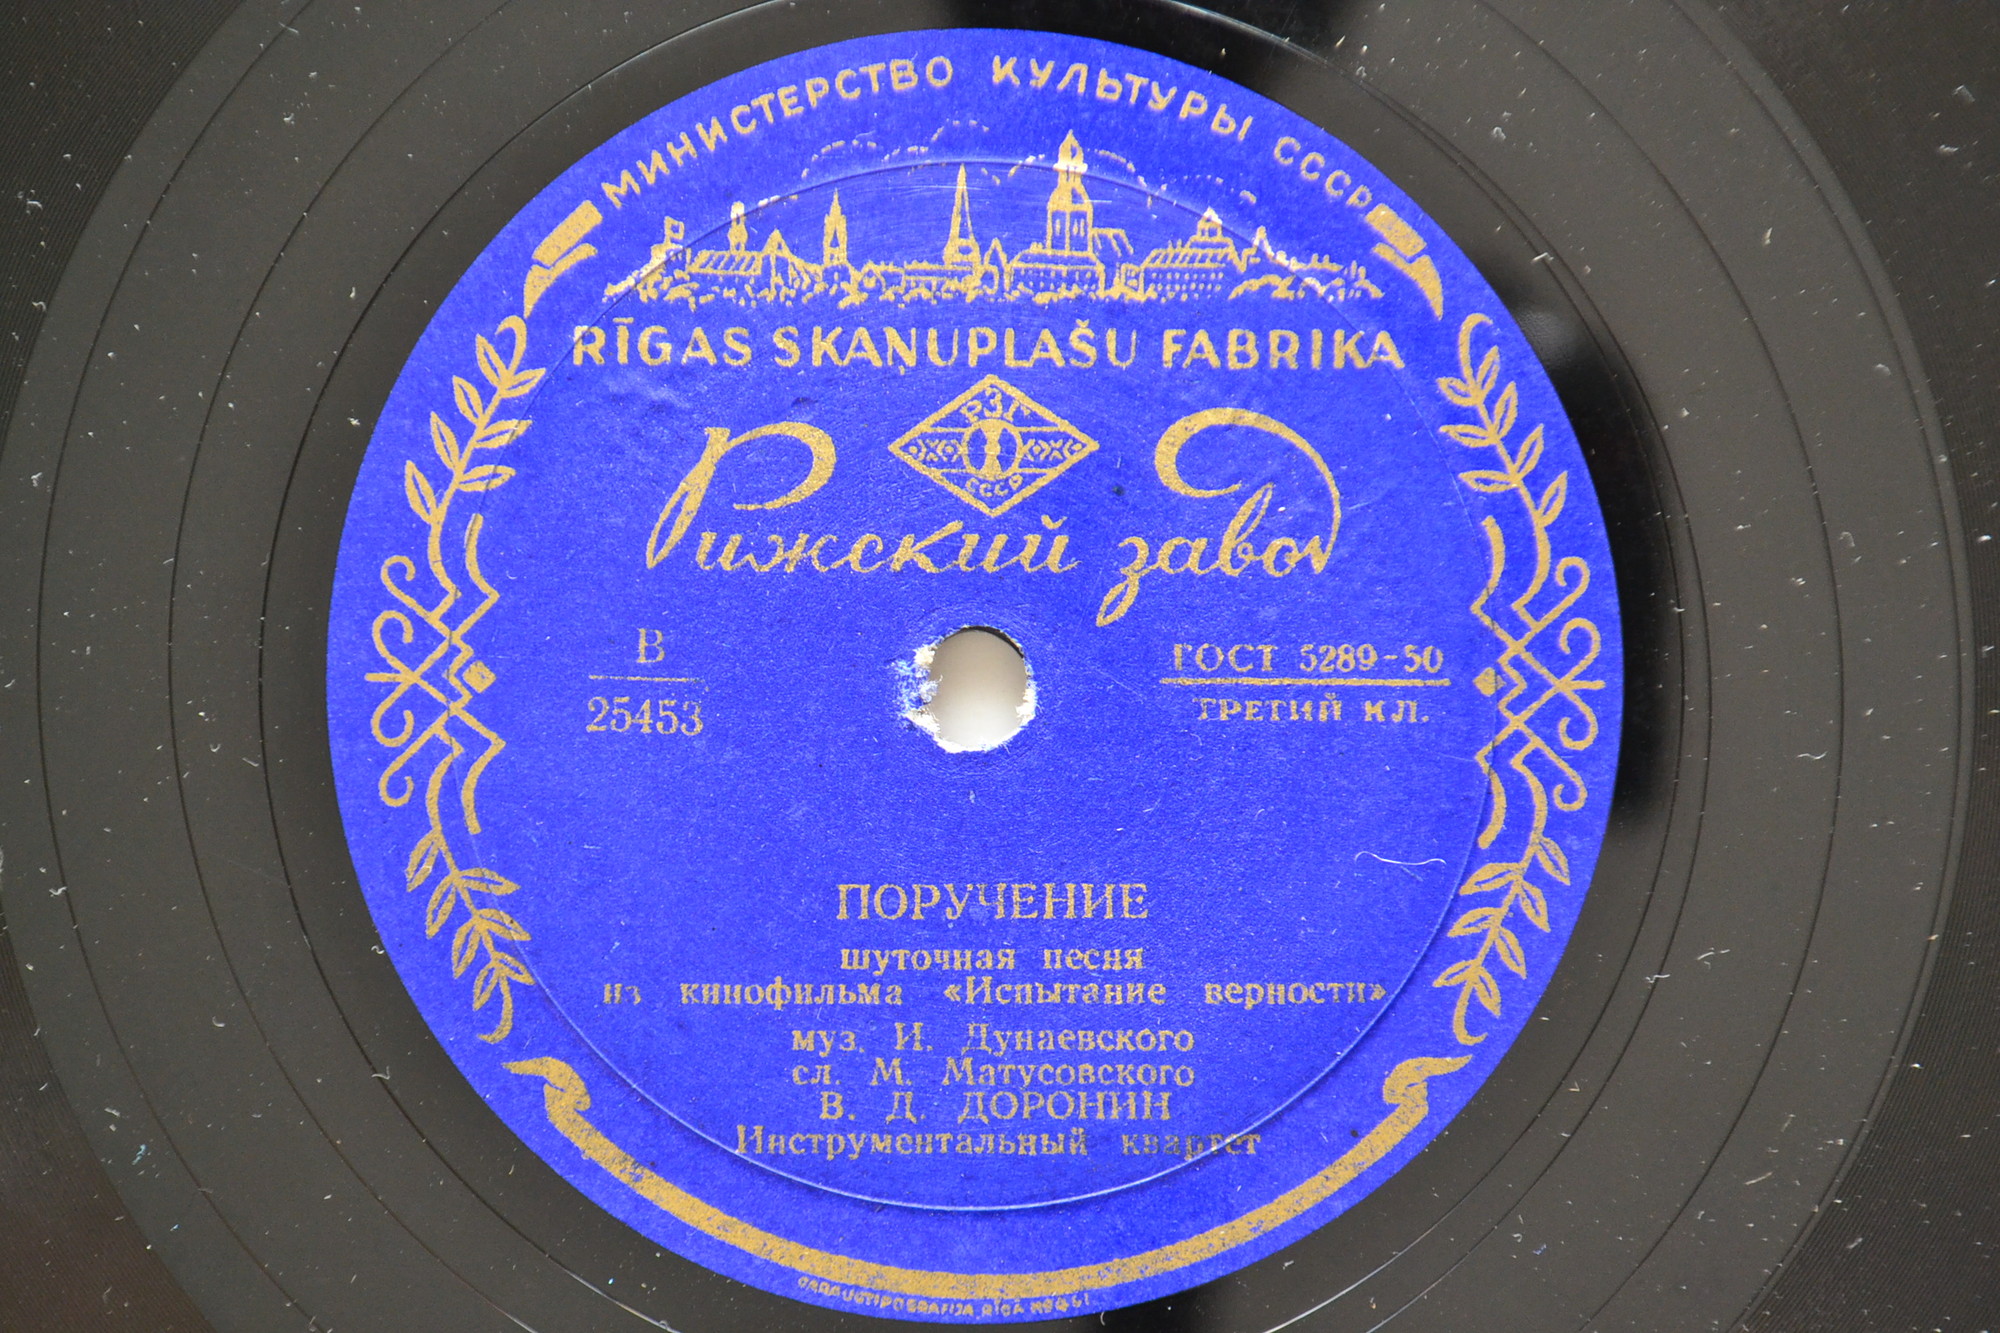 МИНИСТЕРСТВО КУЛЬТУРЫ СССР
RĪGAS SKAŅUPLAŠU FABRIKA
РЗГ
СССР
Рижский завод
В
25453
ГОСТ 5289-50
ТРЕТИЙ КЛ.
ПОРУЧЕНИЕ
шуточная песня
из кинофильма «Испытание верности»
муз. И. Дунаевского
сл. М. Матусовского
В. Д. ДОРОНИН
Инструментальный квартет
RĪGĀ